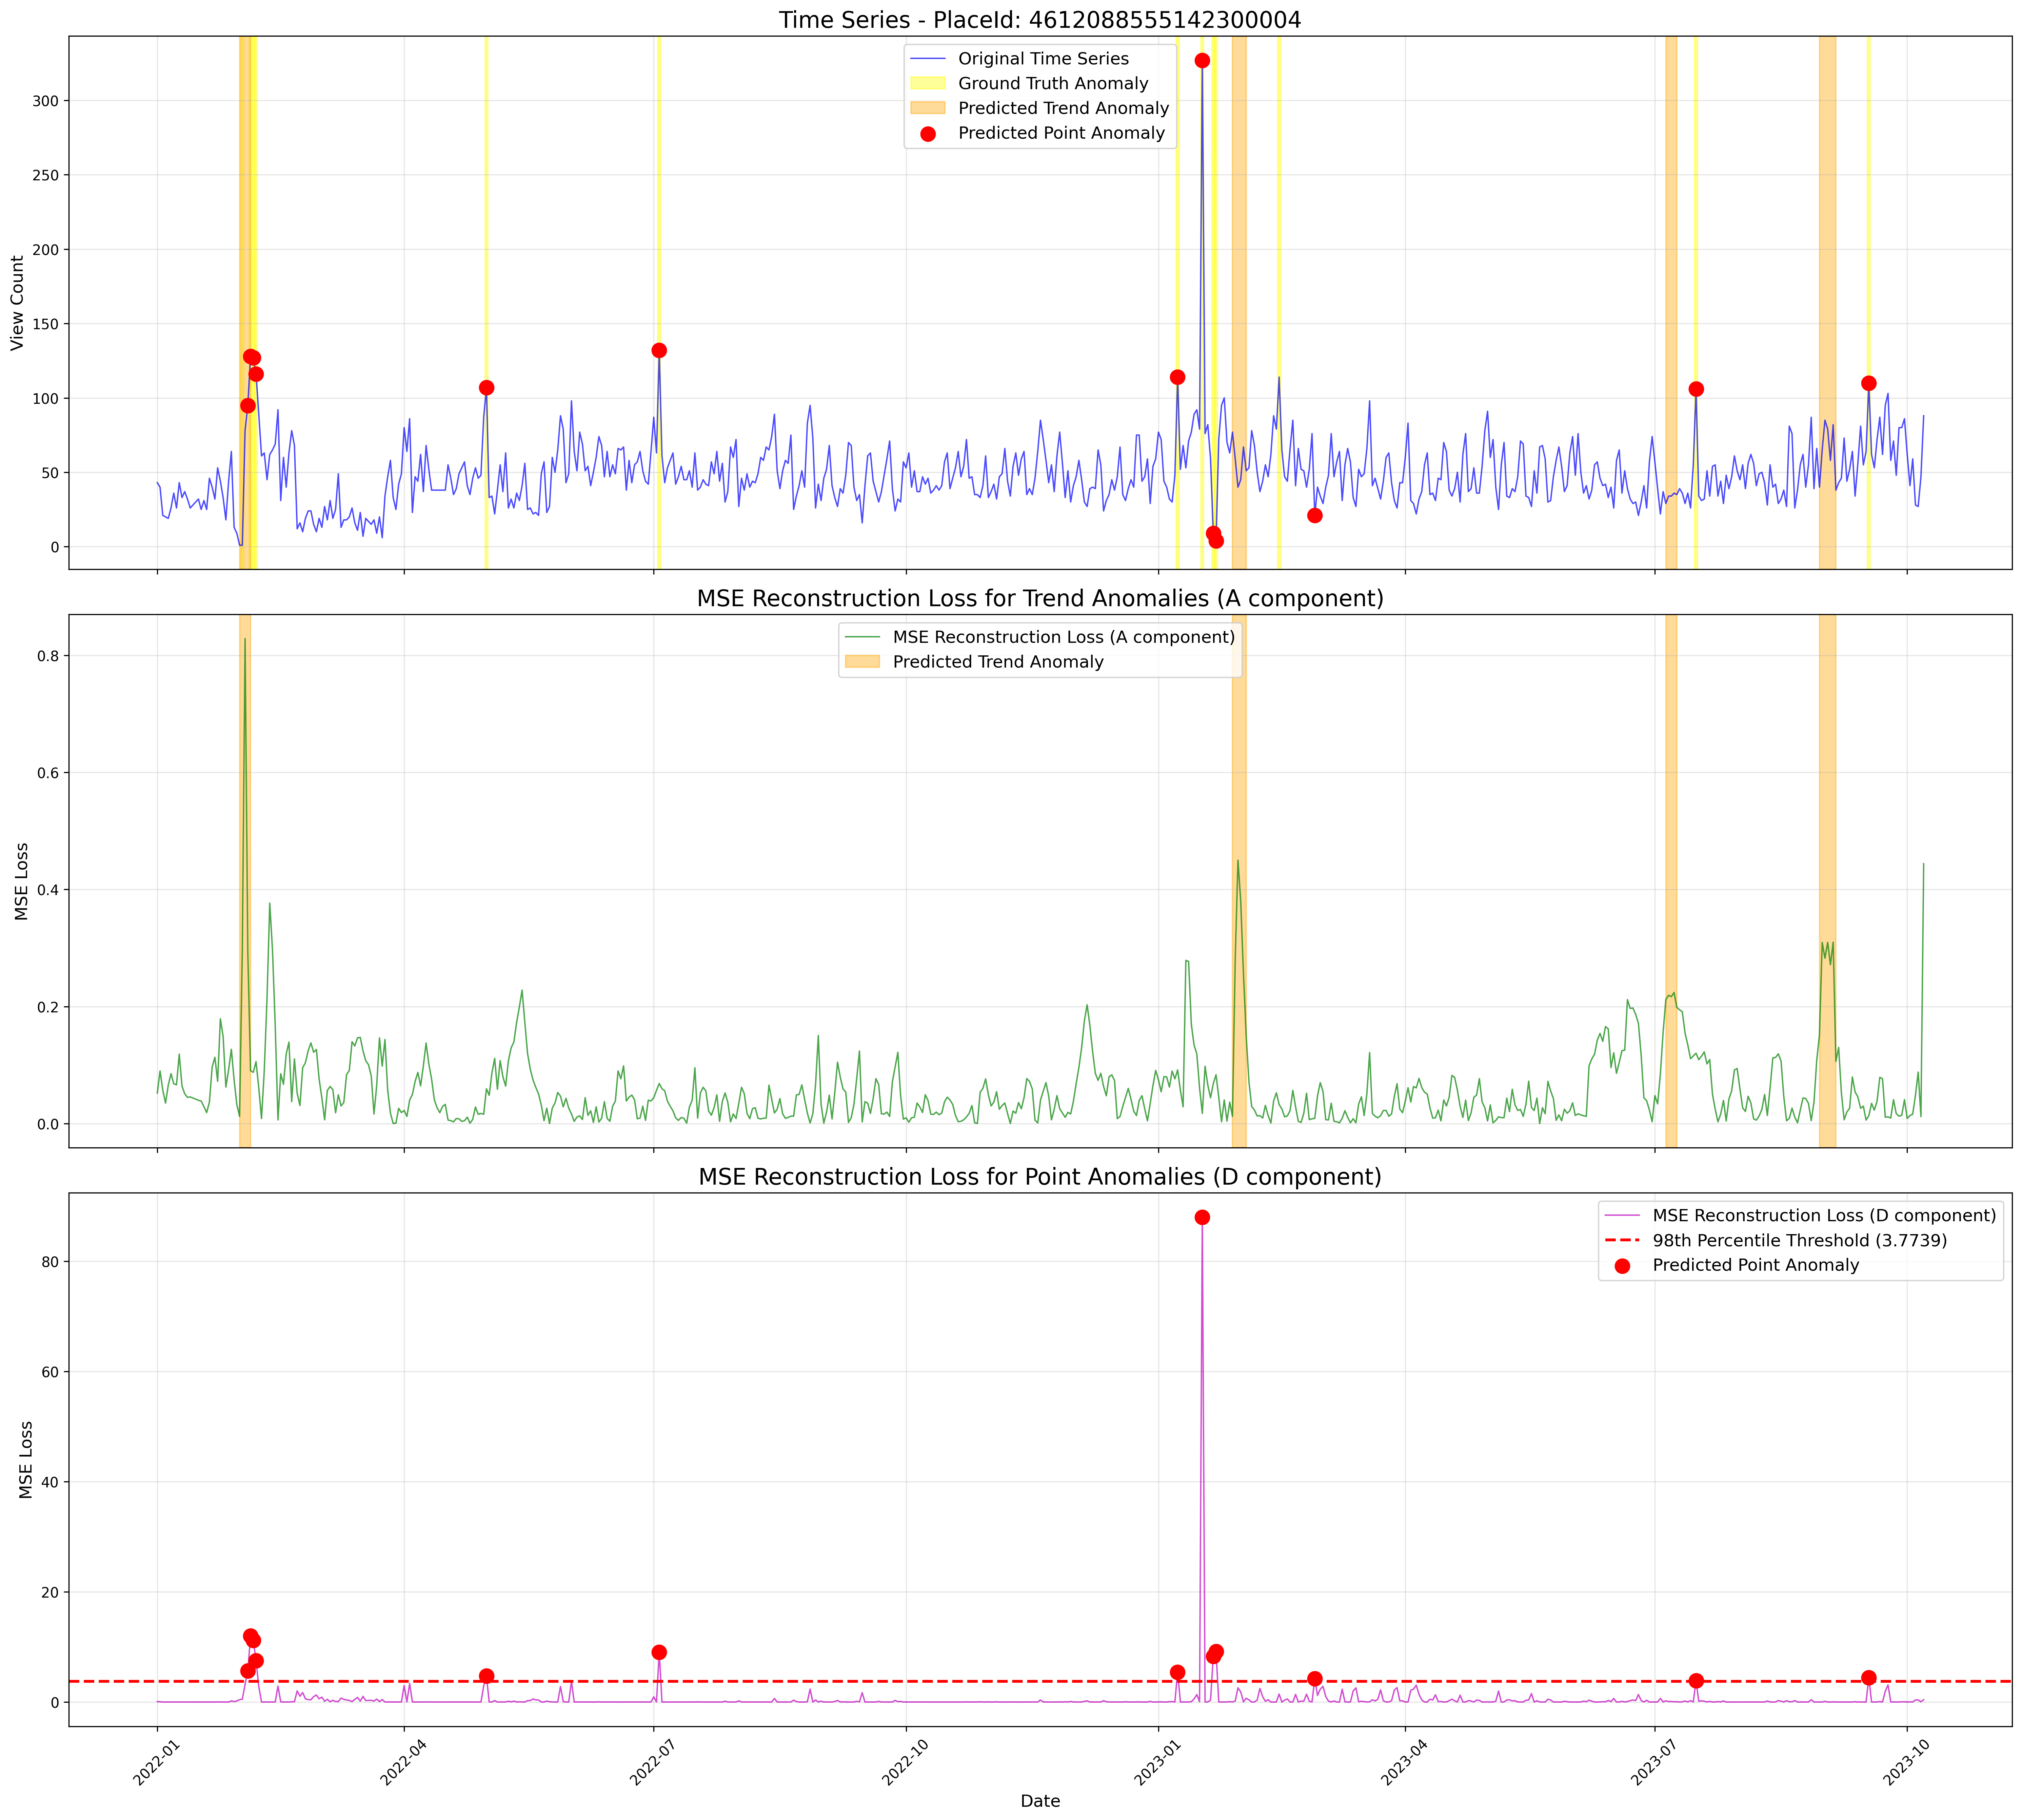 Time Series - PlaceId: 4612088555142300004
Original Time Series
Ground Truth Anomaly
Predicted Trend Anomaly
Predicted Point Anomaly
View Count
300
250
200
150
100
50
0
MSE Reconstruction Loss for Trend Anomalies (A component)
MSE Reconstruction Loss (A component)
Predicted Trend Anomaly
MSE Loss
0.8
0.6
0.4
0.2
0.0
MSE Reconstruction Loss for Point Anomalies (D component)
MSE Reconstruction Loss (D component)
98th Percentile Threshold (3.7739)
Predicted Point Anomaly
MSE Loss
80
60
40
20
0
2022-01
2022-04
2022-07
2022-10
2023-01
2023-04
2023-07
2023-10
Date